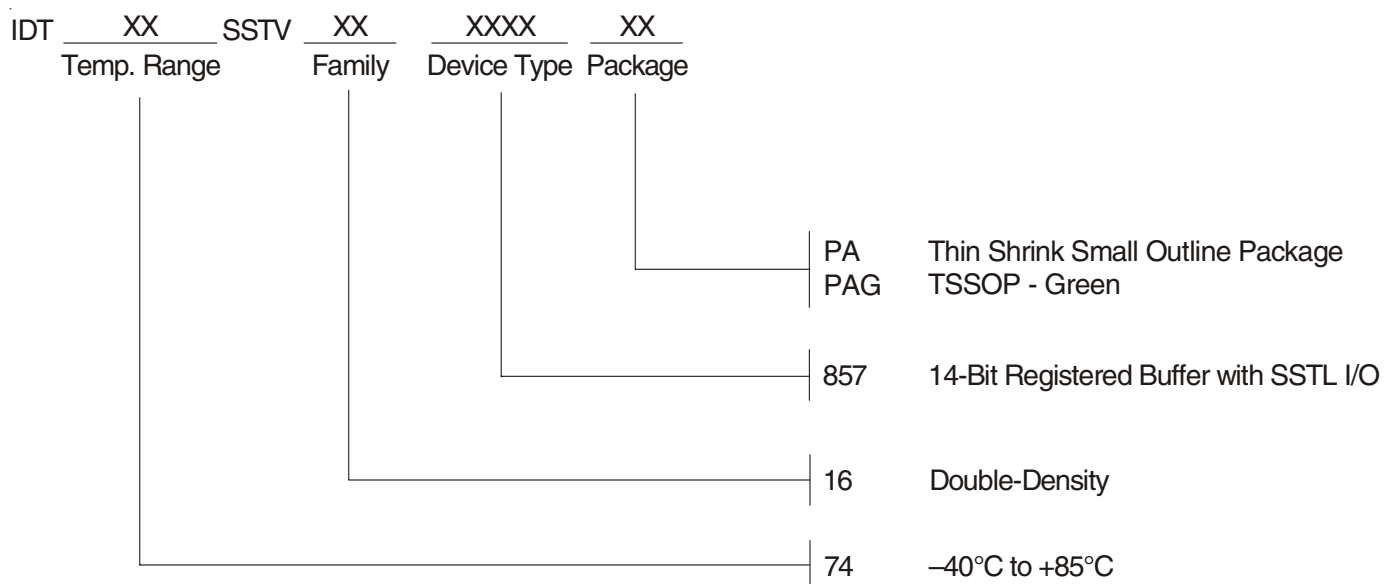 IDT XX SSTV XX XXXX XX
Temp. Range Family Device Type Package
PA Thin Shrink Small Outline Package
PAG TSSOP - Green
857 14-Bit Registered Buffer with SSTL I/O
16 Double-Density
74 –40°C to +85°C